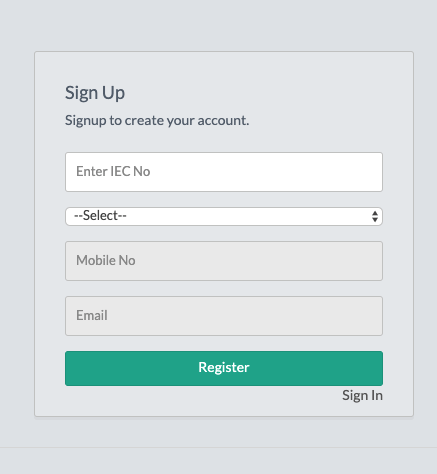 Sign Up
Signup to create your account.
Enter IEC No
--Select--
Mobile No
Email
Register
Sign In